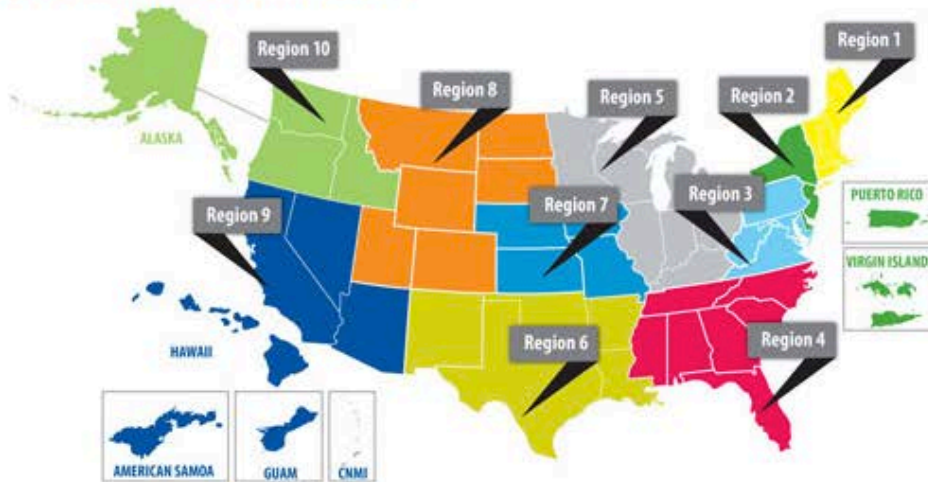 Region 1
Region 10
Region 2
Region 8
Region 5
ALASKA
Region 3
PUERTO RICO
Region 9
Region 7
VIRGIN ISLAND
Region 6
Region 4
HAWAII
AMERICAN SAMOA
GUAM
CNMI